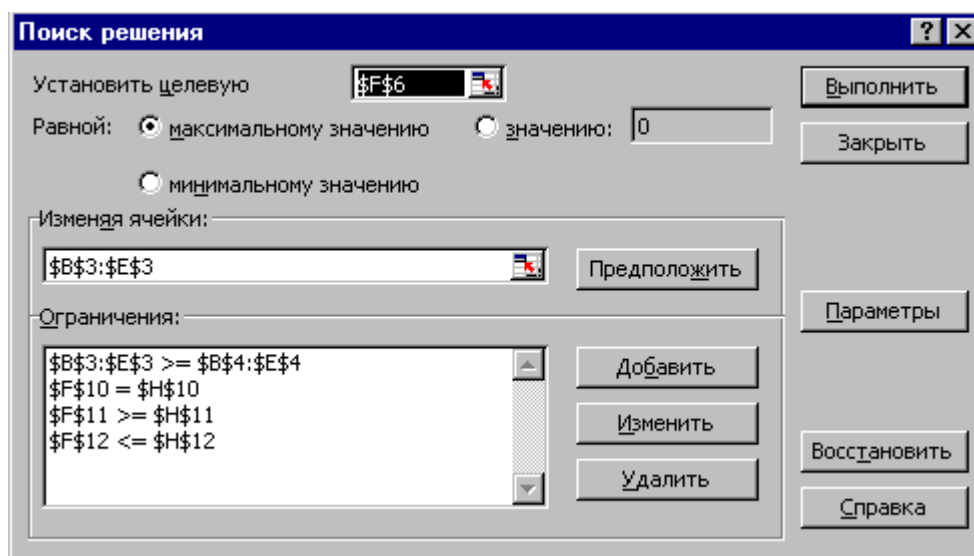 Поиск решения
Установить целевую $F$6 Выполнить
Равной: максимальному значению значению: 0 Закрыть
минимальному значению
Изменяя ячейки:
$B$3:$E$3 Предположить
Параметры
Ограничения:
$B$3:$E$3 >= $B$4:$E$4 Добавить
$F$10 = $H$10
$F$11 >= $H$11 Изменить
$F$12 <= $H$12
Восстановить
Удалить
Справка